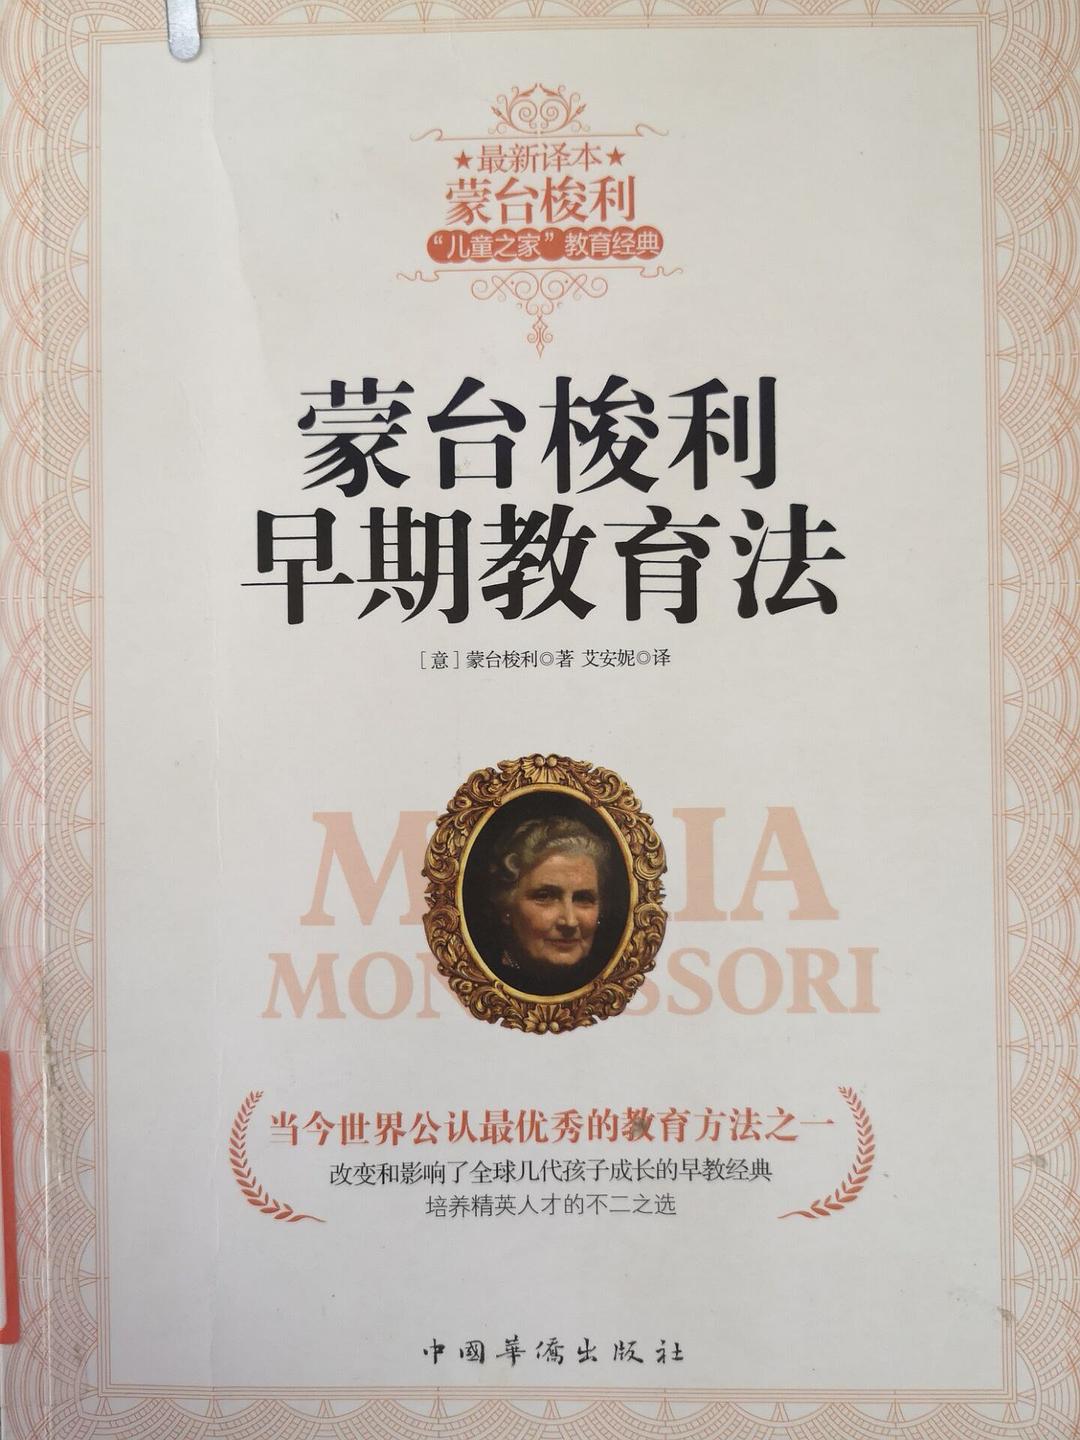 ★最新译本★
蒙台梭利
“儿童之家”教育经典
蒙台梭利
早期教育法
［意］蒙台梭利◎著 艾安妮◎译
M IA
MON SSORI
当今世界公认最优秀的教育方法之一
改变和影响了全球几代孩子成长的早教经典
培养精英人才的不二之选
中國華僑出版社